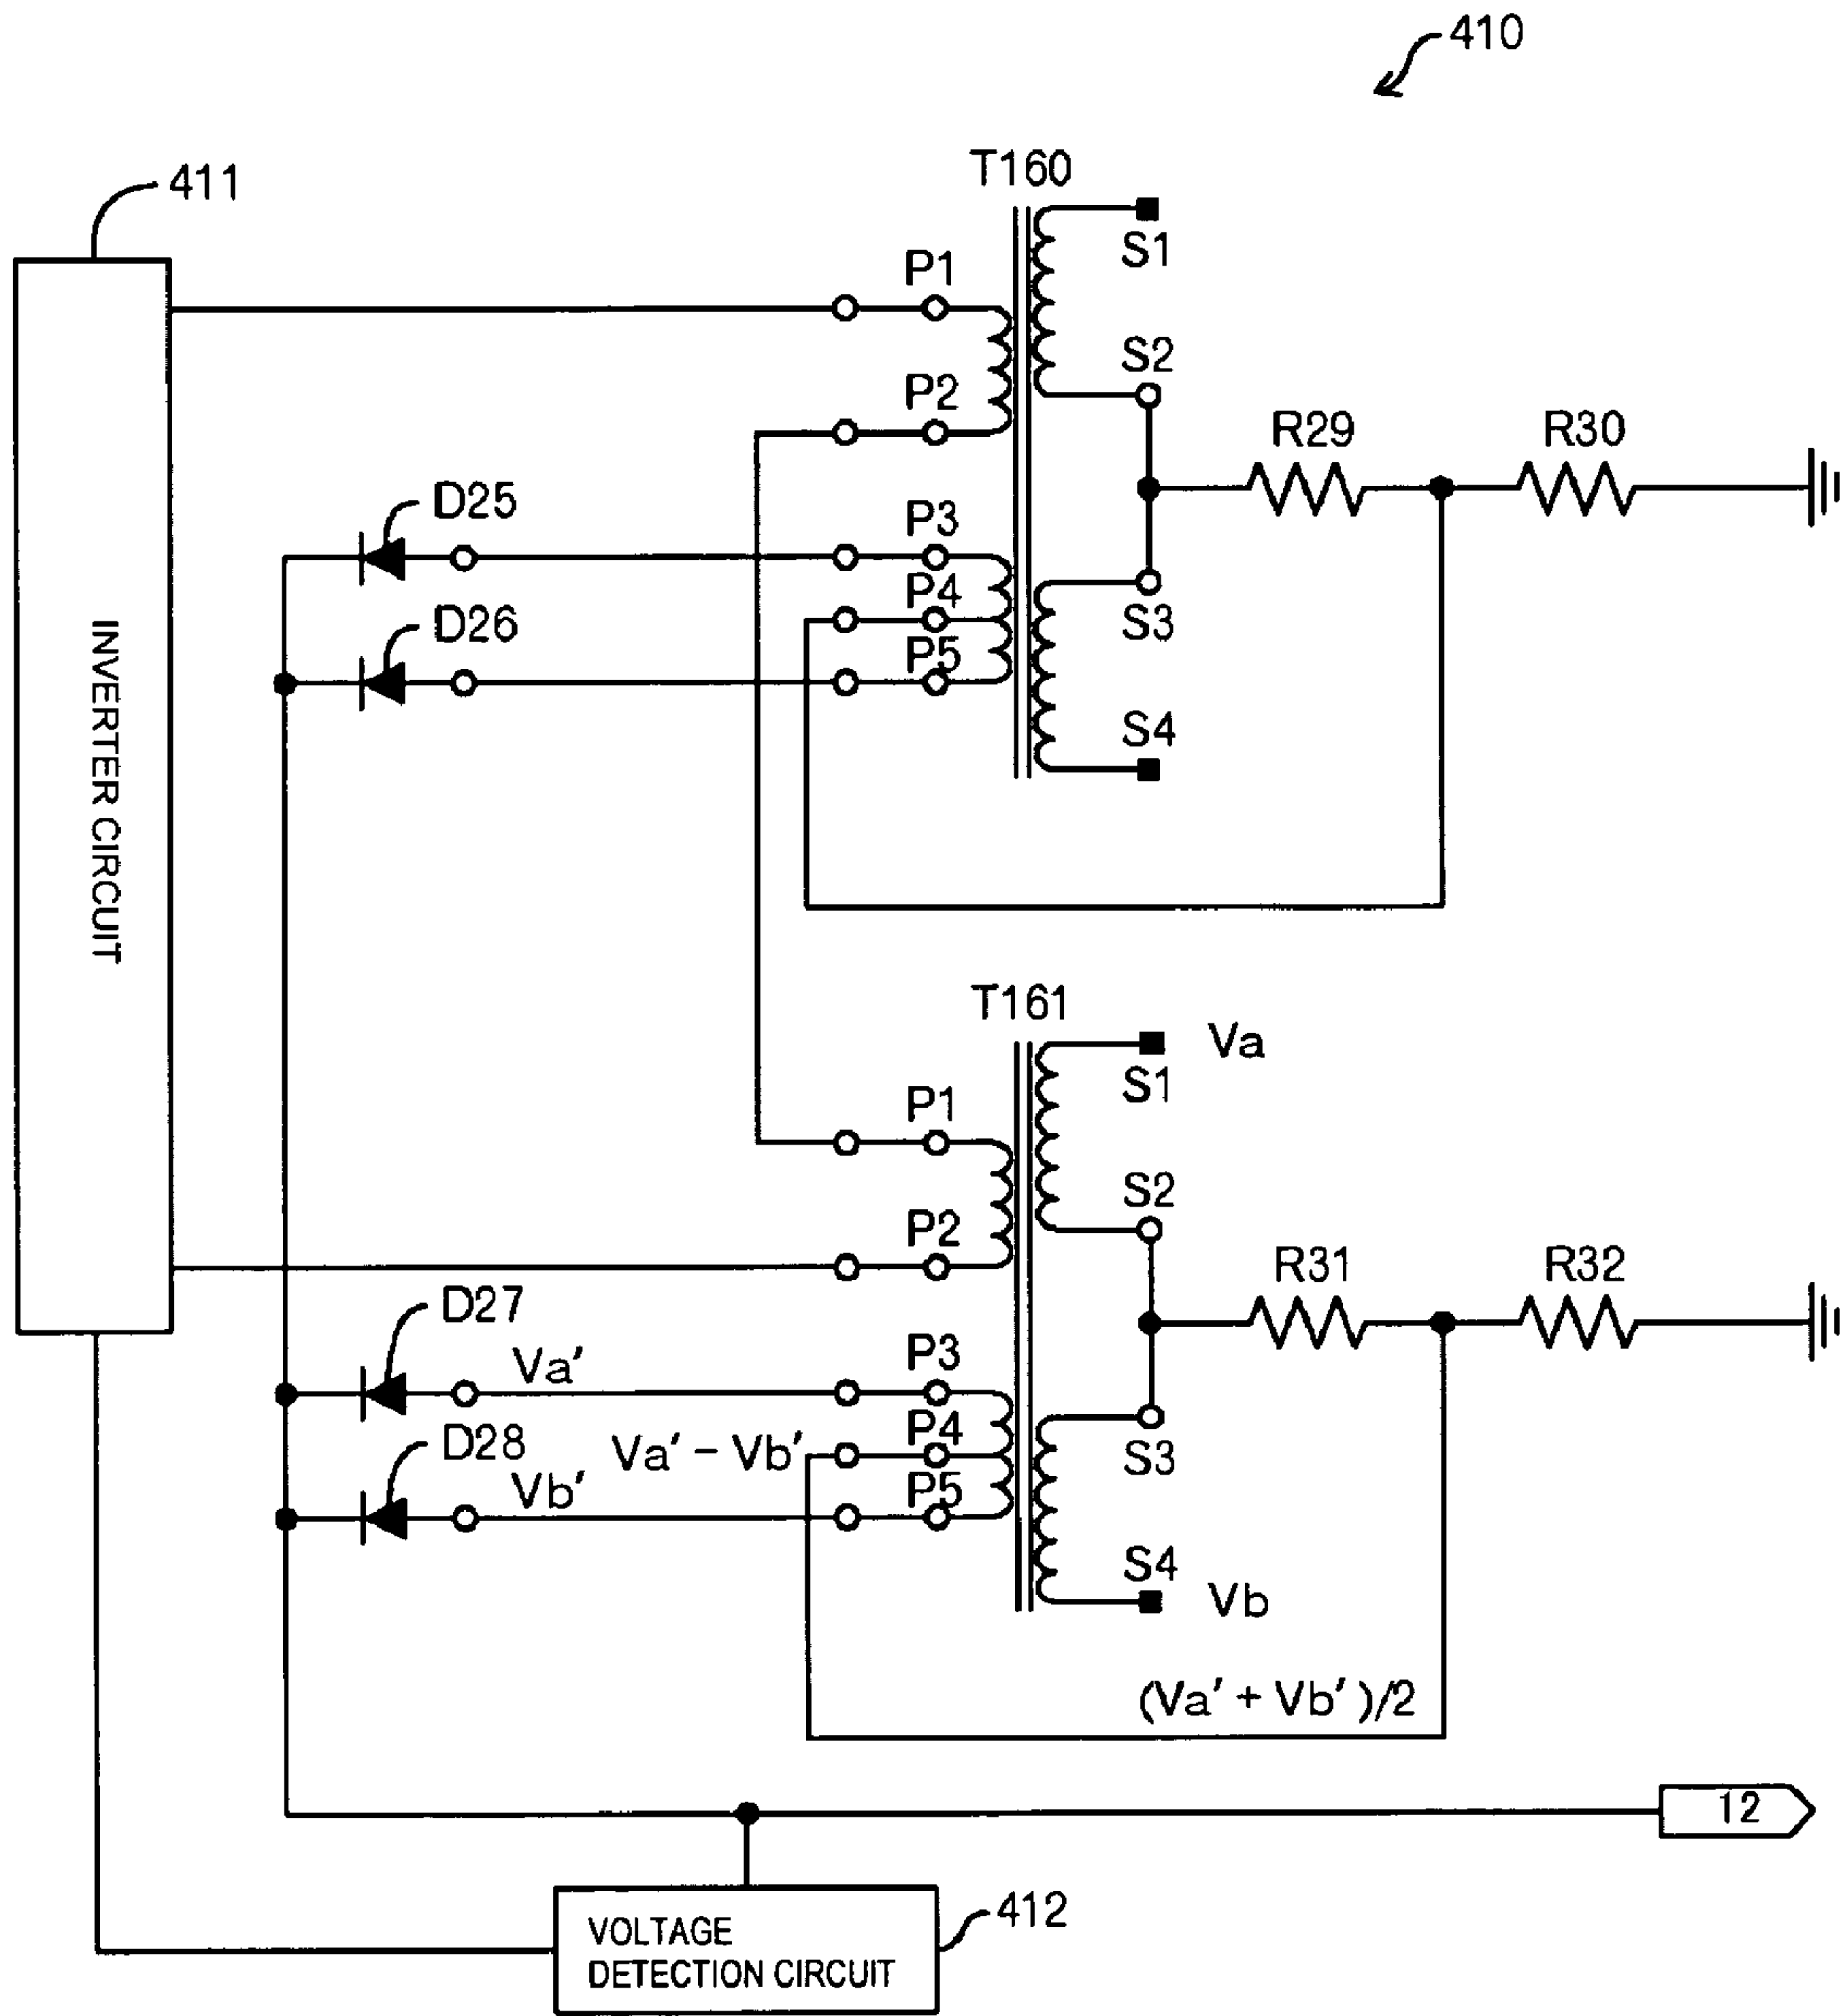 410
411
T160
S1
P1
S2
P2
R29
R30
D25
P3
P4
D26
S3
P5
S4
INVERTER CIRCUIT
T161
Va
S1
P1
S2
P2
R31
R32
D27
Va'
P3
D28
Va' - Vb'
P4
S3
Vb'
P5
S4
Vb
(Va' + Vb')/2
12
412
VOLTAGE
DETECTION CIRCUIT